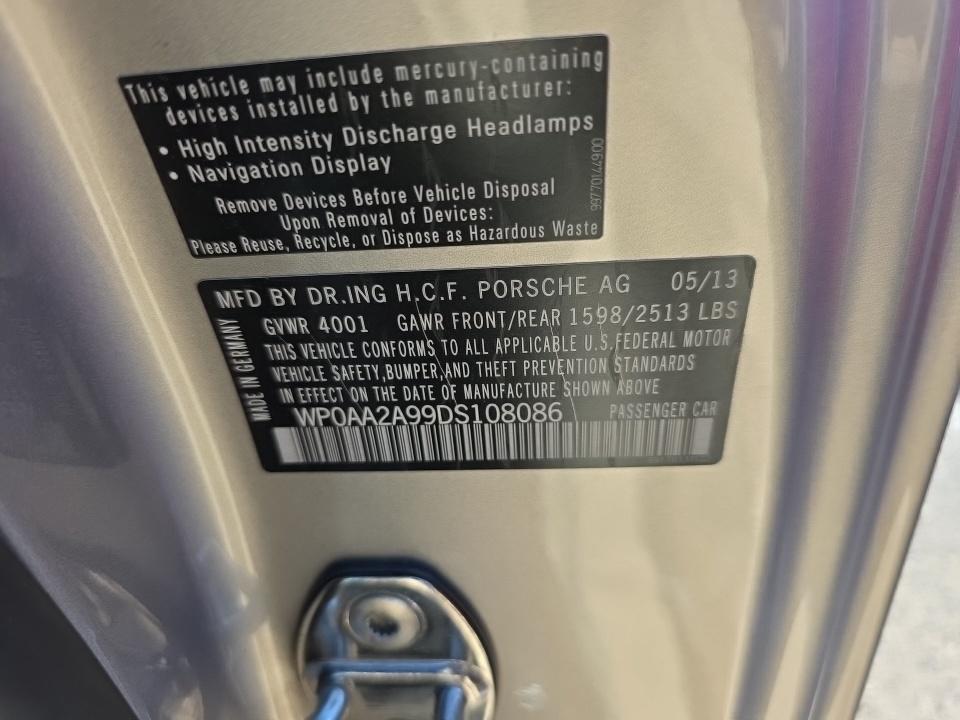 This vehicle may include mercury-containing
devices installed by the manufacturer:
• High Intensity Discharge Headlamps
• Navigation Display
Remove Devices Before Vehicle Disposal
Upon Removal of Devices:
Please Reuse, Recycle, or Dispose as Hazardous Waste
99770144900
MFD BY DR.ING H.C.F. PORSCHE AG 05/13
GVWR 4001 GAWR FRONT/REAR 1598/2513 LBS
THIS VEHICLE CONFORMS TO ALL APPLICABLE U.S.FEDERAL MOTOR
VEHICLE SAFETY,BUMPER,AND THEFT PREVENTION STANDARDS
IN EFFECT ON THE DATE OF MANUFACTURE SHOWN ABOVE
WP0AA2A99DS108086 PASSENGER CAR
MADE IN GERMANY